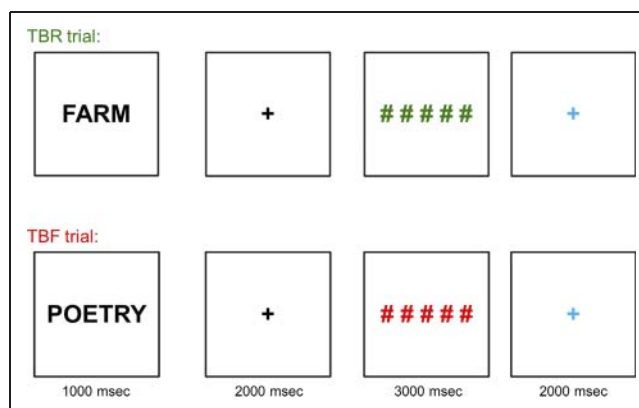 TBR trial:
FARM
+
# # # # #
+
TBF trial:
POETRY
+
# # # # #
+
1000 msec
2000 msec
3000 msec
2000 msec